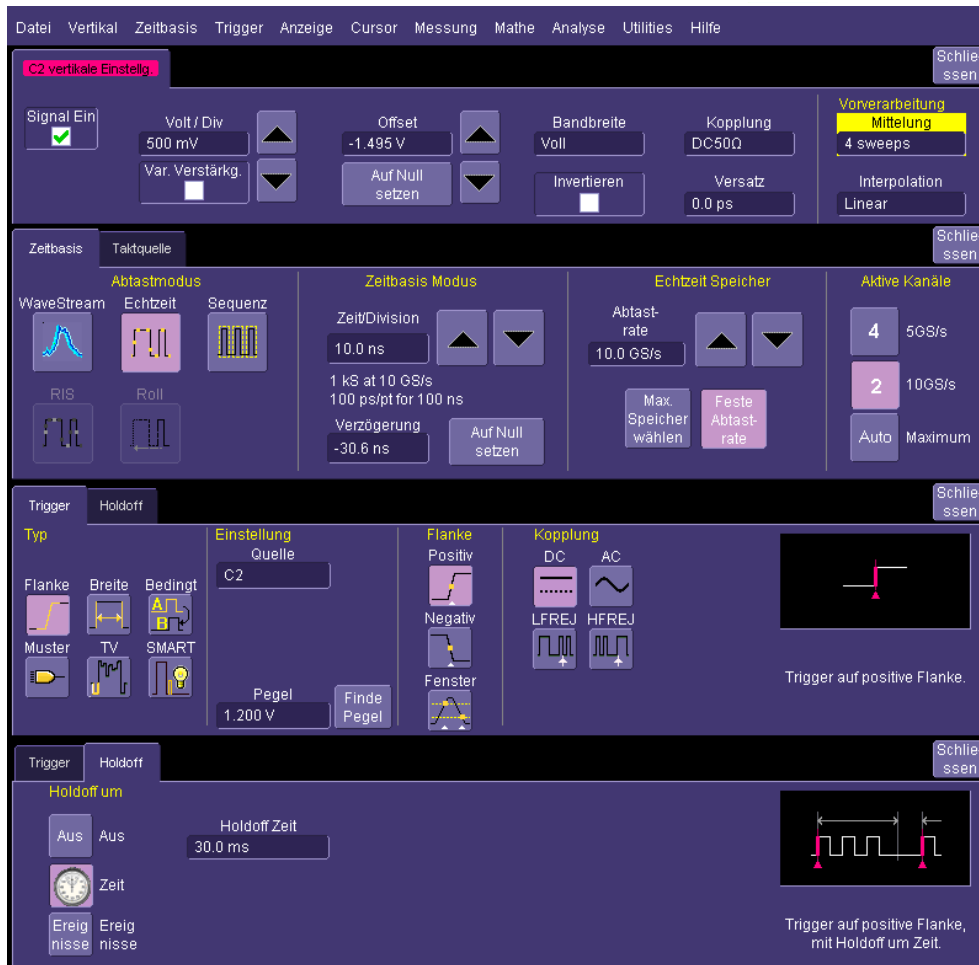 Datei Vertikal Zeitbasis Trigger Anzeige Cursor Messung Mathe Analyse Utilities Hilfe
C2 vertikale Einstellg.
Schlie
ssen
Signal Ein
Volt / Div
500 mV
Var. Verstärkg.
Offset
-1.495 V
Auf Null
setzen
Bandbreite
Voll
Invertieren
Kopplung
DC50Ω
Versatz
0.0 ps
Vorverarbeitung
Mittelung
4 sweeps
Interpolation
Linear
Zeitbasis
Taktquelle
Schlie
ssen
Abtastmodus
WaveStream
Echtzeit
Sequenz
RIS
Roll
Zeitbasis Modus
Zeit/Division
10.0 ns
1 kS at 10 GS/s
100 ps/pt for 100 ns
Verzögerung
-30.6 ns
Auf Null
setzen
Echtzeit Speicher
Abtast-
rate
10.0 GS/s
Max.
Speicher
wählen
Feste
Abtast-
rate
Aktive Kanäle
4 5GS/s
2 10GS/s
Auto Maximum
Trigger
Holdoff
Schlie
ssen
Typ
Flanke
Breite
Bedingt
A
B
Muster
TV
U
SMART
Einstellung
Quelle
C2
Pegel
1.200 V
Finde
Pegel
Flanke
Positiv
Negativ
Fenster
Kopplung
DC
AC
LFREJ
HFREJ
Trigger auf positive Flanke.
Trigger
Holdoff
Schlie
ssen
Holdoff um
Aus Aus
Zeit
Ereig
nisse
Ereig
nisse
Holdoff Zeit
30.0 ms
Trigger auf positive Flanke,
mit Holdoff um Zeit.